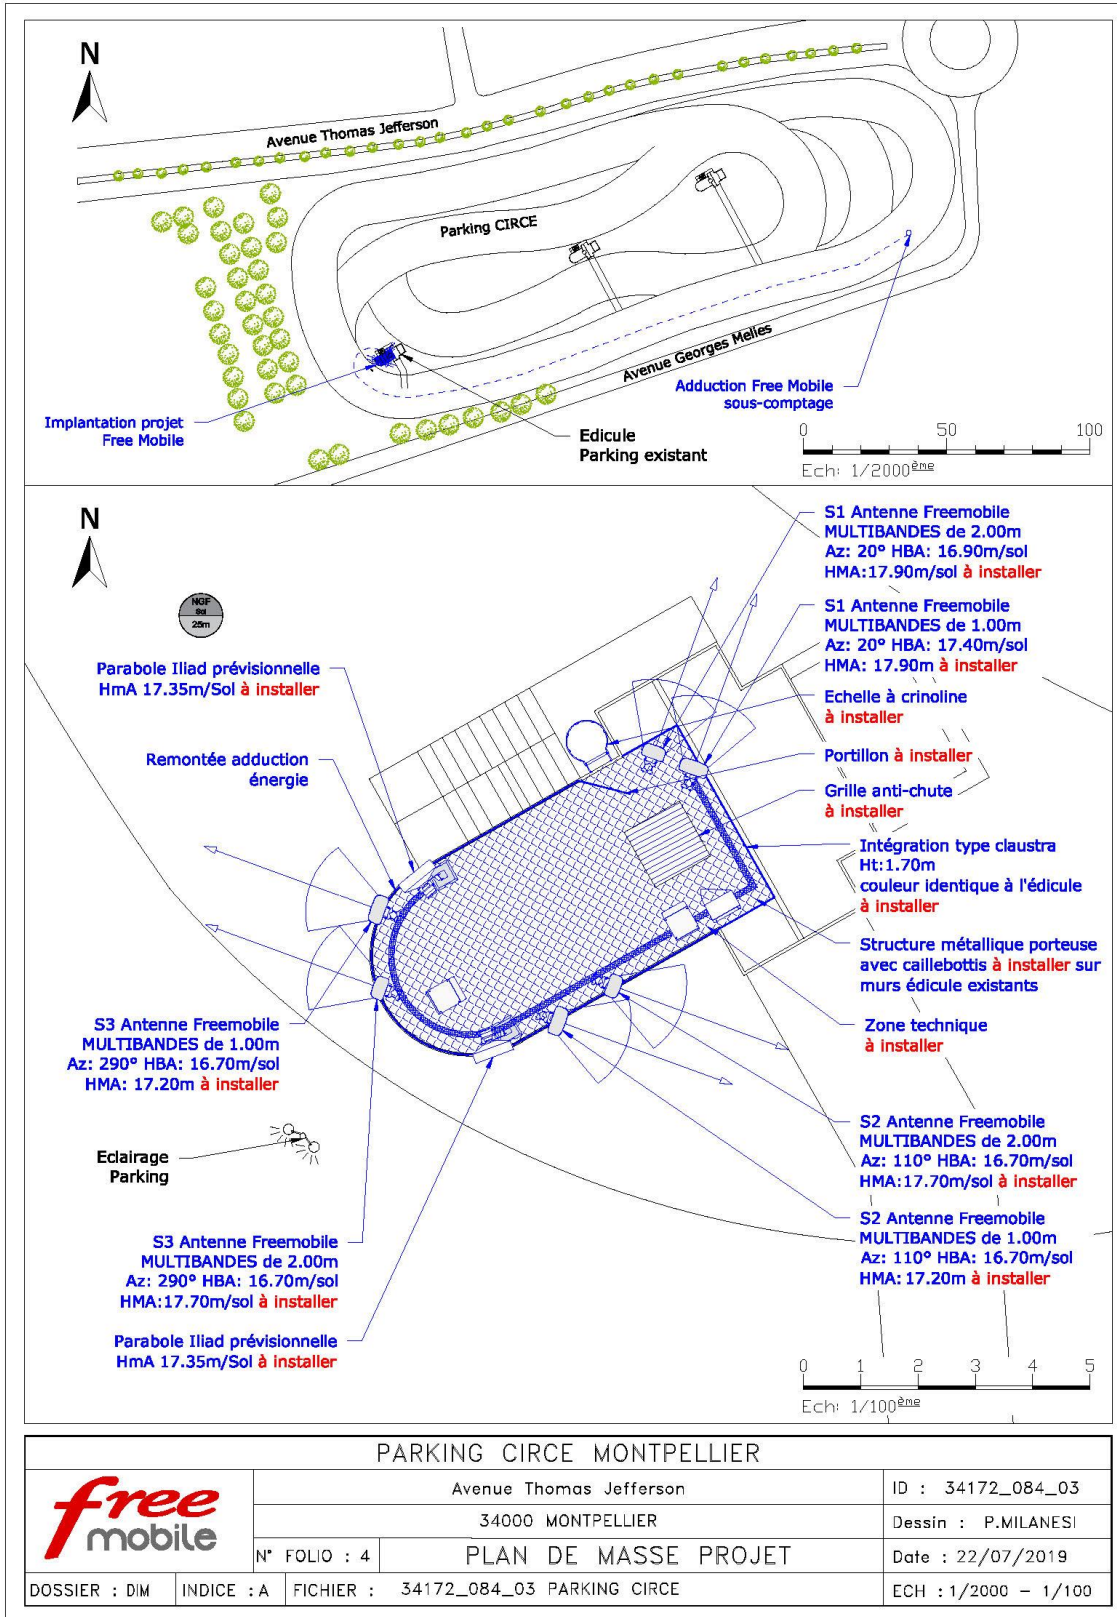 N
Avenue Thomas Jefferson
Parking CIRCE
Avenue Georges Melies
Implantation projet
Free Mobile
Edicule
Parking existant
Adduction Free Mobile
sous-comptage
0 50 100
Ech: 1/2000ème
N
NGF
Sol
25m
S1 Antenne Freemobile
MULTIBANDES de 2.00m
Az: 20° HBA: 16.90m/sol
HMA:17.90m/sol à installer
S1 Antenne Freemobile
MULTIBANDES de 1.00m
Az: 20° HBA: 17.40m/sol
HMA: 17.90m à installer
Parabole Iliad prévisionnelle
HmA 17.35m/Sol à installer
Echelle à crinoline
à installer
Remontée adduction
énergie
Portillon à installer
Grille anti-chute
à installer
Intégration type claustra
Ht:1.70m
couleur identique à l'édicule
à installer
Structure métallique porteuse
avec caillebottis à installer sur
murs édicule existants
Zone technique
à installer
S3 Antenne Freemobile
MULTIBANDES de 1.00m
Az: 290° HBA: 16.70m/sol
HMA: 17.20m à installer
Eclairage
Parking
S2 Antenne Freemobile
MULTIBANDES de 2.00m
Az: 110° HBA: 16.70m/sol
HMA:17.70m/sol à installer
S2 Antenne Freemobile
MULTIBANDES de 1.00m
Az: 110° HBA: 16.70m/sol
HMA: 17.20m à installer
S3 Antenne Freemobile
MULTIBANDES de 2.00m
Az: 290° HBA: 16.70m/sol
HMA:17.70m/sol à installer
Parabole Iliad prévisionnelle
HmA 17.35m/Sol à installer
0 1 2 3 4 5
Ech: 1/100ème
PARKING CIRCE MONTPELLIER
free
mobile
Avenue Thomas Jefferson
ID : 34172_084_03
34000 MONTPELLIER
Dessin : P.MILANESI
N° FOLIO : 4
PLAN DE MASSE PROJET
Date : 22/07/2019
DOSSIER : DIM
INDICE : A
FICHIER : 34172_084_03 PARKING CIRCE
ECH : 1/2000 - 1/100